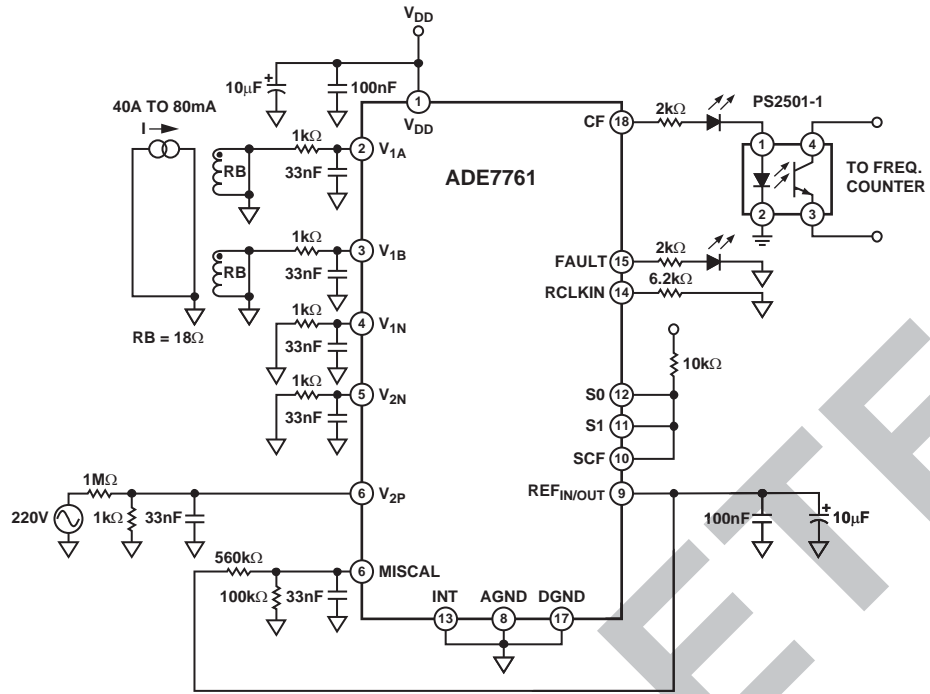 VDD
10μF
+
100nF
40A TO 80mA
I
1kΩ
33nF
RB
1
VDD
2
V1A
ADE7761
CF
18
2kΩ
PS2501-1
1
4
2
3
TO FREQ.
COUNTER
1kΩ
33nF
RB
3
V1B
RB = 18Ω
FAULT
15
2kΩ
RCLKIN
14
6.2kΩ
1kΩ
33nF
4
V1N
1kΩ
33nF
5
V2N
10kΩ
S0
12
S1
11
SCF
10
1MΩ
220V
1kΩ
33nF
6
V2P
REFIN/OUT
9
100nF
+
10μF
560kΩ
100kΩ
33nF
6
MISCAL
INT
AGND
DGND
13
8
17